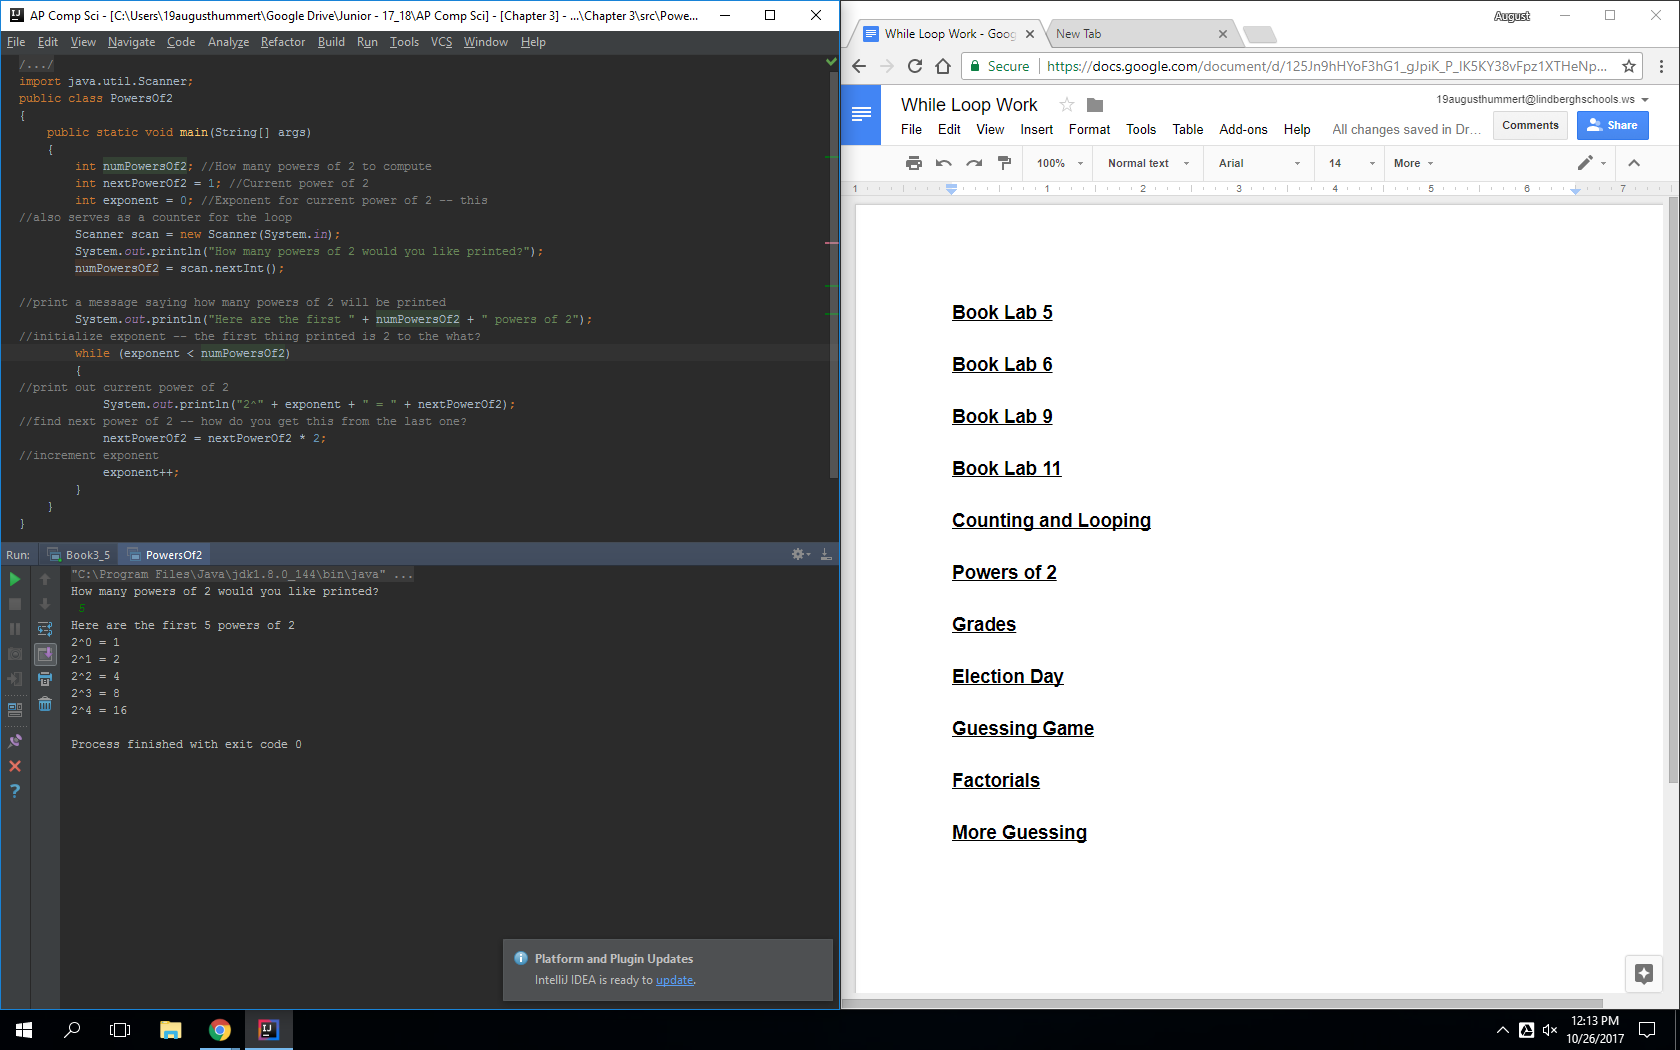 AP Comp Sci - [C:\Users\19augusthummert\Google Drive\Junior - 17_18\AP Comp Sci] - [Chapter 3] - ...\Chapter 3\src\Powe...
File Edit View Navigate Code Analyze Refactor Build Run Tools VCS Window Help
/.../
import java.util.Scanner;
public class PowersOf2
{
public static void main(String[] args)
{
int numPowersOf2; //How many powers of 2 to compute
int nextPowerOf2 = 1; //Current power of 2
int exponent = 0; //Exponent for current power of 2 -- this
//also serves as a counter for the loop
Scanner scan = new Scanner(System.in);
System.out.println("How many powers of 2 would you like printed?");
numPowersOf2 = scan.nextInt();
//print a message saying how many powers of 2 will be printed
System.out.println("Here are the first " + numPowersOf2 + " powers of 2");
//initialize exponent -- the first thing printed is 2 to the what?
while (exponent < numPowersOf2)
{
//print out current power of 2
System.out.println("2^" + exponent + " = " + nextPowerOf2);
//find next power of 2 -- how do you get this from the last one?
nextPowerOf2 = nextPowerOf2 * 2;
//increment exponent
exponent++;
}
}
}
Run: Book3_5 PowersOf2
"C:\Program Files\Java\jdk1.8.0_144\bin\java" ...
How many powers of 2 would you like printed?
5
Here are the first 5 powers of 2
2^0 = 1
2^1 = 2
2^2 = 4
2^3 = 8
2^4 = 16
Process finished with exit code 0
Platform and Plugin Updates
IntelliJ IDEA is ready to update.
August
While Loop Work - Goog New Tab
Secure https://docs.google.com/document/d/125Jn9hHYoF3hG1_gJpiK_P_IK5KY38vFpz1XTHeNp...
While Loop Work
19augusthummert@lindberghschools.ws
File Edit View Insert Format Tools Table Add-ons Help All changes saved in Dr...
Comments Share
100% Normal text Arial 14 More
1 1 2 3 4 5 6 7
Book Lab 5
Book Lab 6
Book Lab 9
Book Lab 11
Counting and Looping
Powers of 2
Grades
Election Day
Guessing Game
Factorials
More Guessing
12:13 PM
10/26/2017